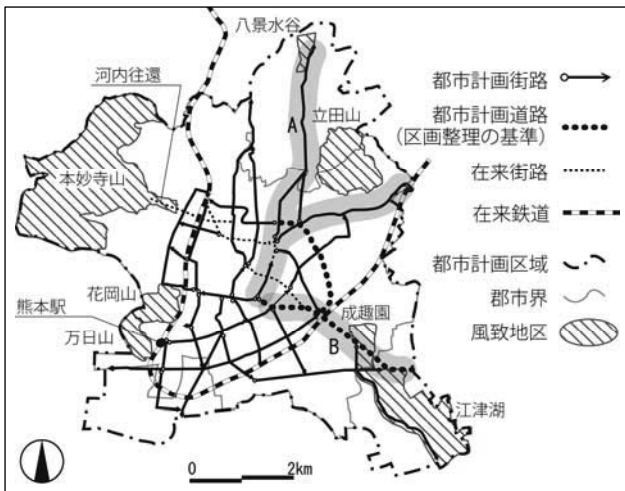 八景水谷
河内往還
A
立田山
本妙寺山
花岡山
熊本駅
万日山
成趣園
B
江津湖
0
2km
都市計画街路
都市計画道路
(区画整理の基準)
在来街路
在来鉄道
都市計画区域
郡市界
風致地区